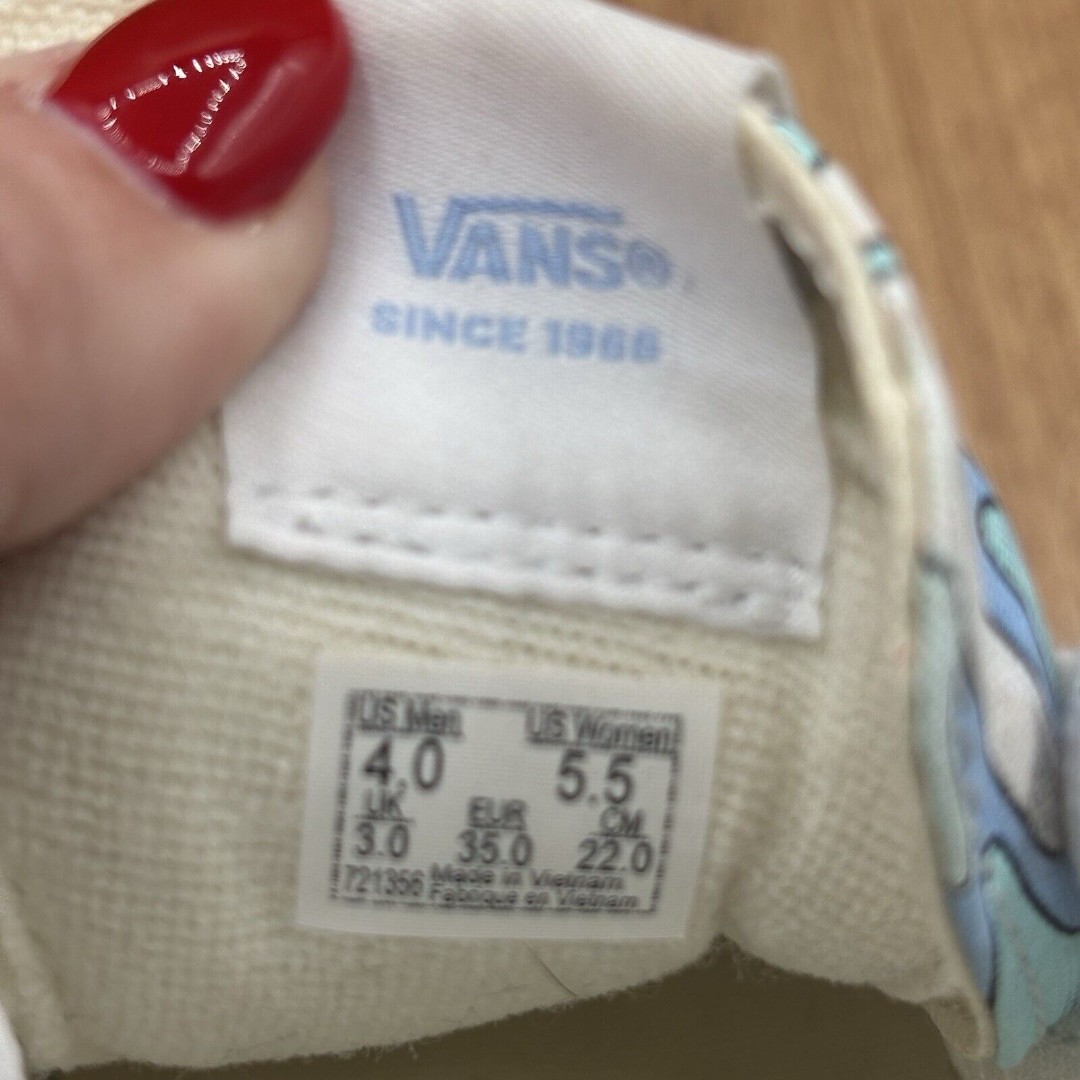 VANS®
SINCE 1966
US Men US Women
4.0 5.5
UK EUR CM
3.0 35.0 22.0
721356 Made in Vietnam
Fabriqué en Vietnam